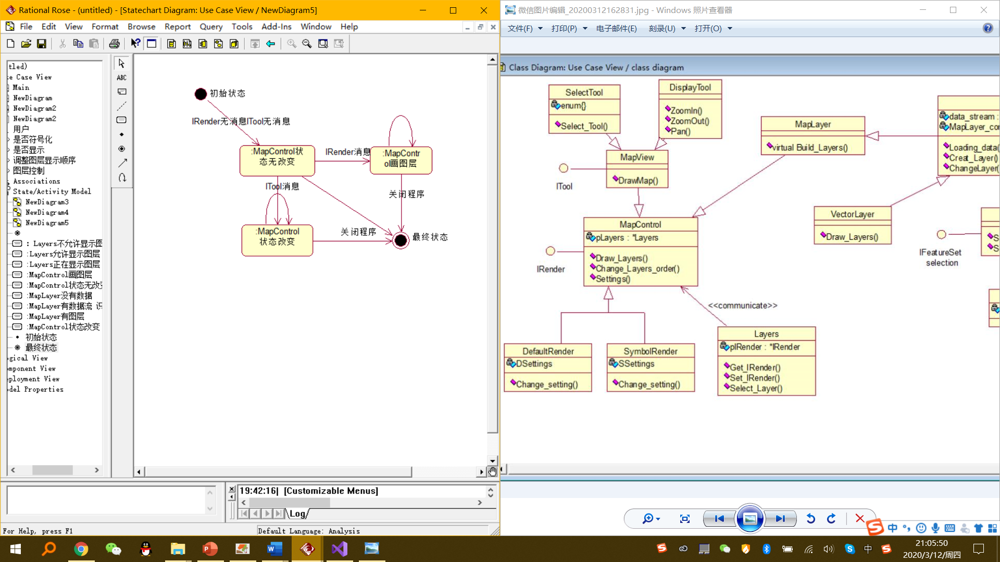 Rational Rose - (untitled) - [Statechart Diagram: Use Case View / NewDiagram5]
File Edit View Format Browse Report Query Tools Add-Ins Window Help
ABC
tled)
e Case View
Main
NewDiagram
NewDiagram2
NewDiagram2
用户
是否符号化
是否显示
调整图层显示顺序
图层控制
Associations
State/Activity Model
NewDiagram3
NewDiagram4
NewDiagram5
: Layers不允许显示图
:Layers允许显示图层
:Layers正在显示图层
:MapControl画图层
:MapControl状态无改变
:MapLayer没有数据
:MapLayer有数据流 识
:MapLayer有图层
:MapControl状态改变
初始状态
最终状态
gical View
mponent View
ployment View
del Properties
初始状态
IRender无消息ITool无消息
:MapControl状
态无改变
IRender消息
:MapContr
ol画图层
ITool消息
关闭程序
:MapControl
状态改变
关闭程序
最终状态
19:42:16| [Customizable Menus]
Log
For Help, press F1
Default Language: Analysis
微信图片编辑_20200312162831.jpg - Windows 照片查看器
文件(F) 打印(P) 电子邮件(E) 刻录(U) 打开(O)
Class Diagram: Use Case View / class diagram
SelectTool
enum{}
Select_Tool()
DisplayTool
ZoomIn()
ZoomOut()
Pan()
MapLayer
virtual Build_Layers()
data_stream :
MapLayer_cor
Loading_data(
Creat_Layer()
ChangeLayer(
MapView
DrawMap()
ITool
MapControl
pLayers : *Layers
Draw_Layers()
Change_Layers_order()
Settings()
IRender
VectorLayer
Draw_Layers()
IFeatureSet
selection
S
S
<<communicate>>
DefaultRender
DSettings
Change_setting()
SymbolRender
SSettings
Change_setting()
Layers
pIRender : *IRender
Get_IRender()
Set_IRender()
Select_Layer()
中
中
21:05:50
2020/3/12/周四